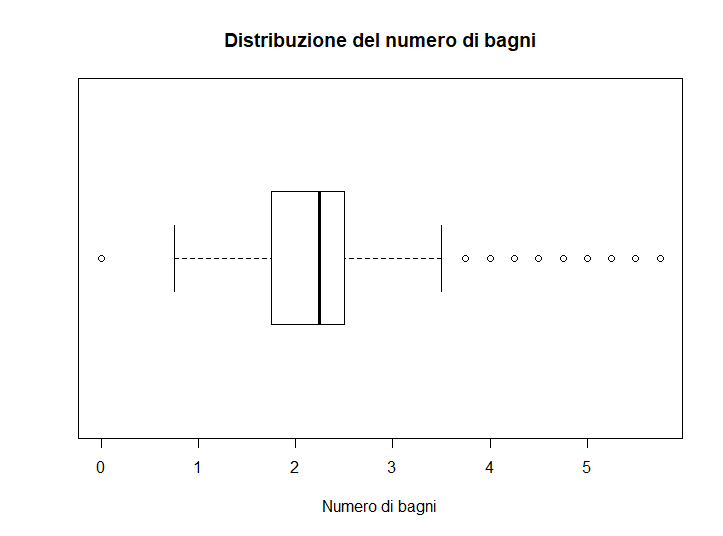 Distribuzione del numero di bagni
0 1 2 3 4 5
Numero di bagni